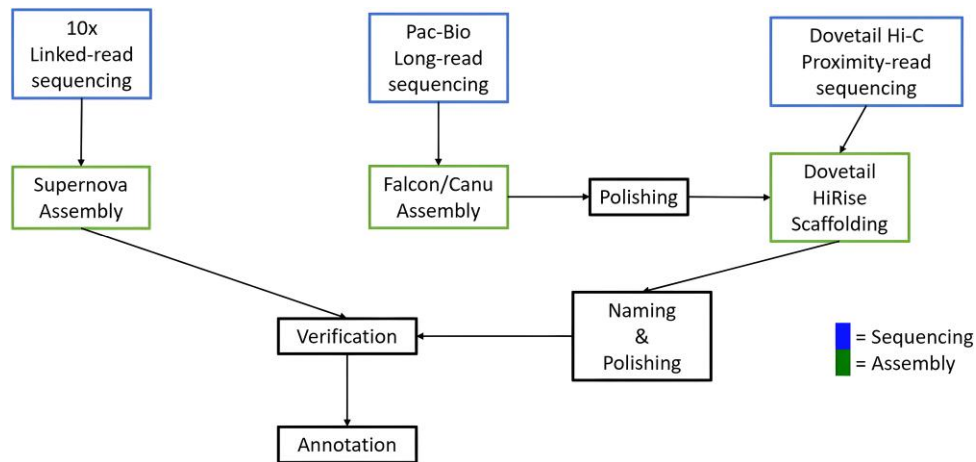 10x
Linked-read
sequencing
Pac-Bio
Long-read
sequencing
Dovetail Hi-C
Proximity-read
sequencing
Supernova
Assembly
Falcon/Canu
Assembly
Polishing
Dovetail
HiRise
Scaffolding
Naming
&
Polishing
Verification
= Sequencing
= Assembly
Annotation